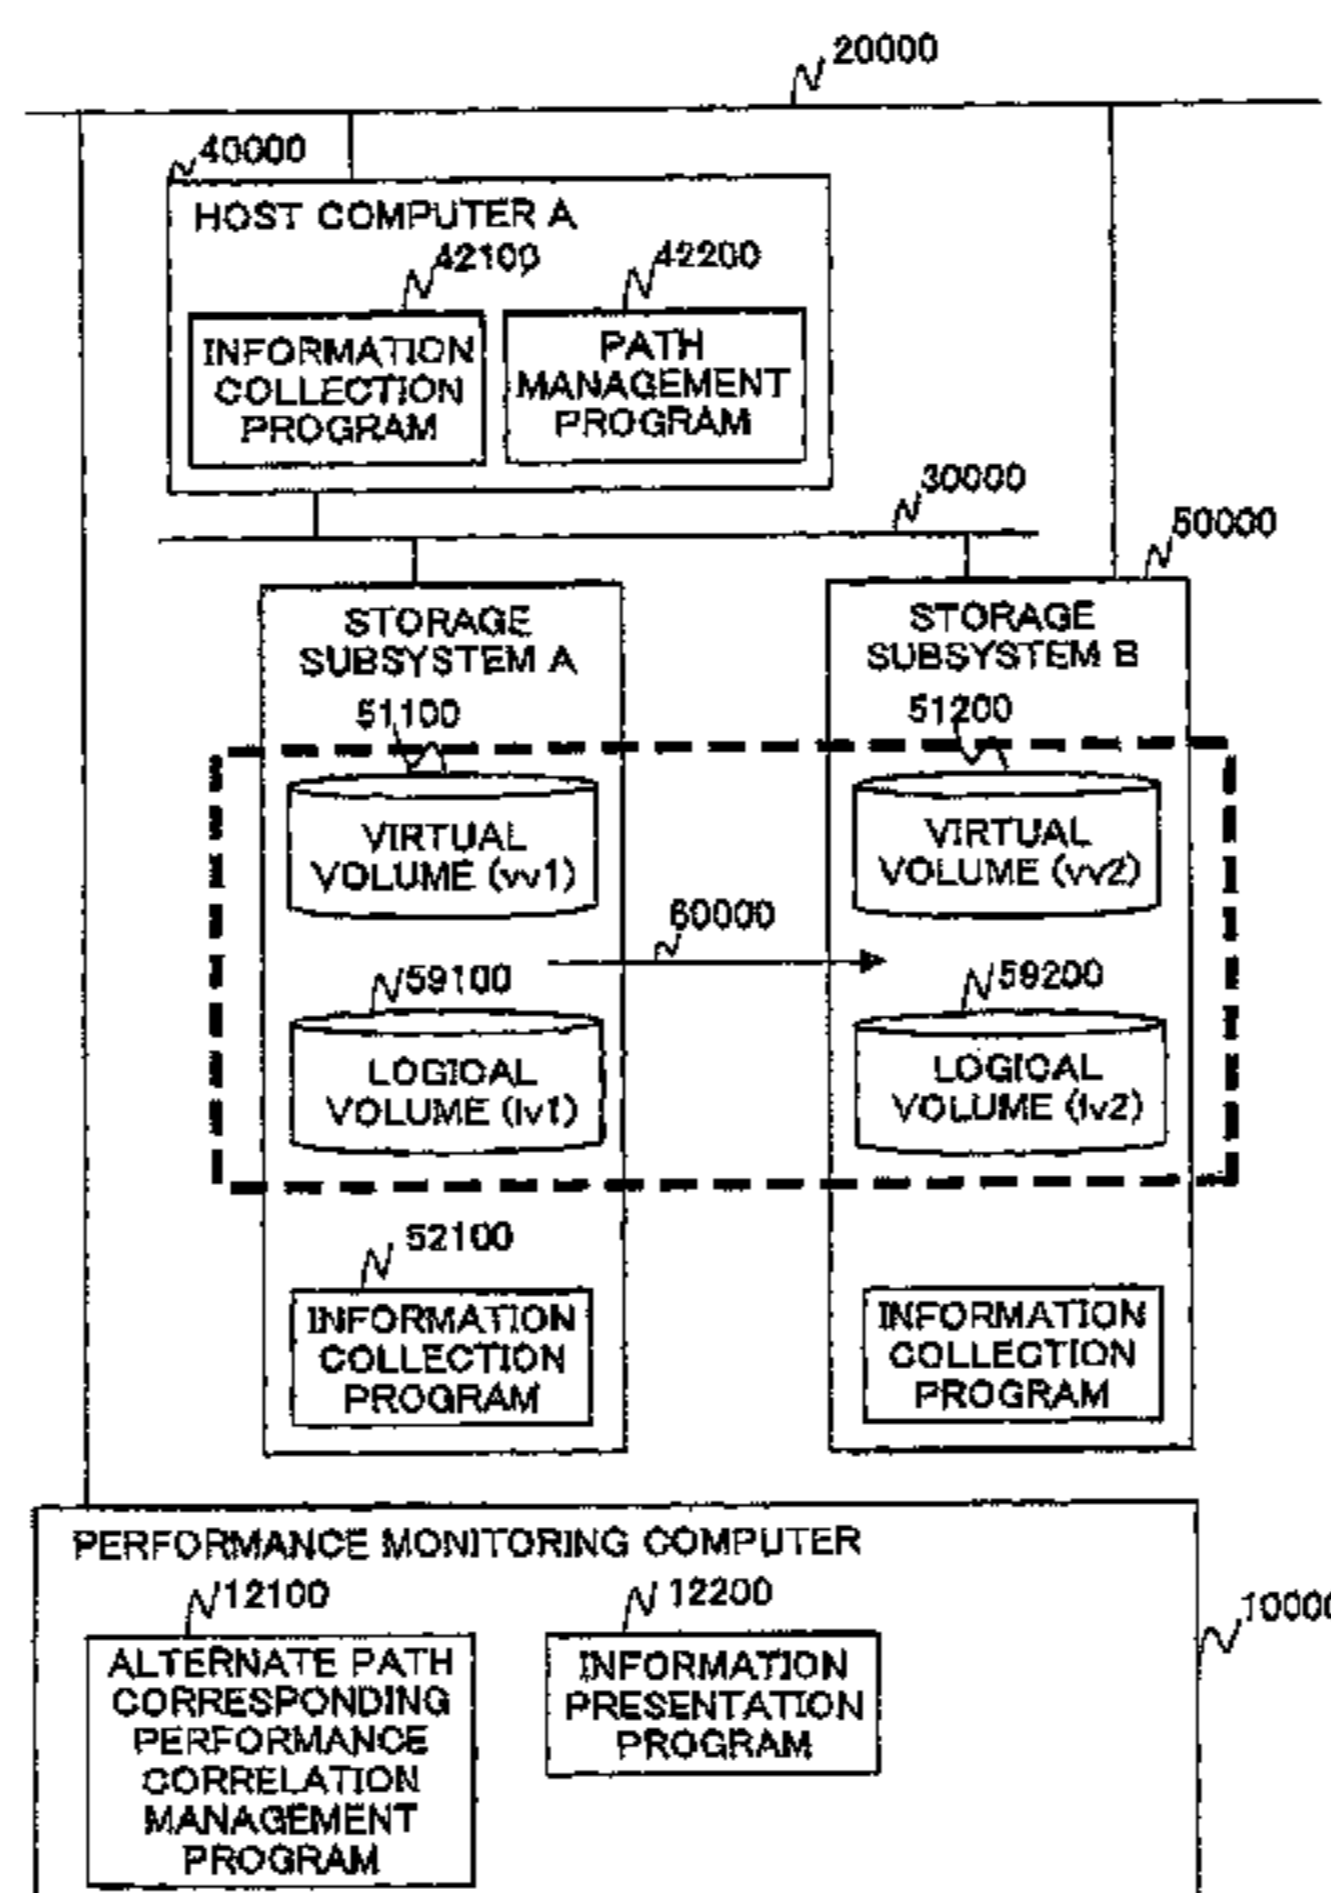 20000
40000
HOST COMPUTER A
42100
42200
INFORMATION
COLLECTION
PROGRAM
PATH
MANAGEMENT
PROGRAM
30000
50000
STORAGE
SUBSYSTEM A
STORAGE
SUBSYSTEM B
51100
51200
VIRTUAL
VOLUME (vv1)
VIRTUAL
VOLUME (vv2)
60000
59100
59200
LOGICAL
VOLUME (lv1)
LOGICAL
VOLUME (lv2)
52100
INFORMATION
COLLECTION
PROGRAM
INFORMATION
COLLECTION
PROGRAM
PERFORMANCE MONITORING COMPUTER
12100
12200
10000
ALTERNATE PATH
CORRESPONDING
PERFORMANCE
CORRELATION
MANAGEMENT
PROGRAM
INFORMATION
PRESENTATION
PROGRAM